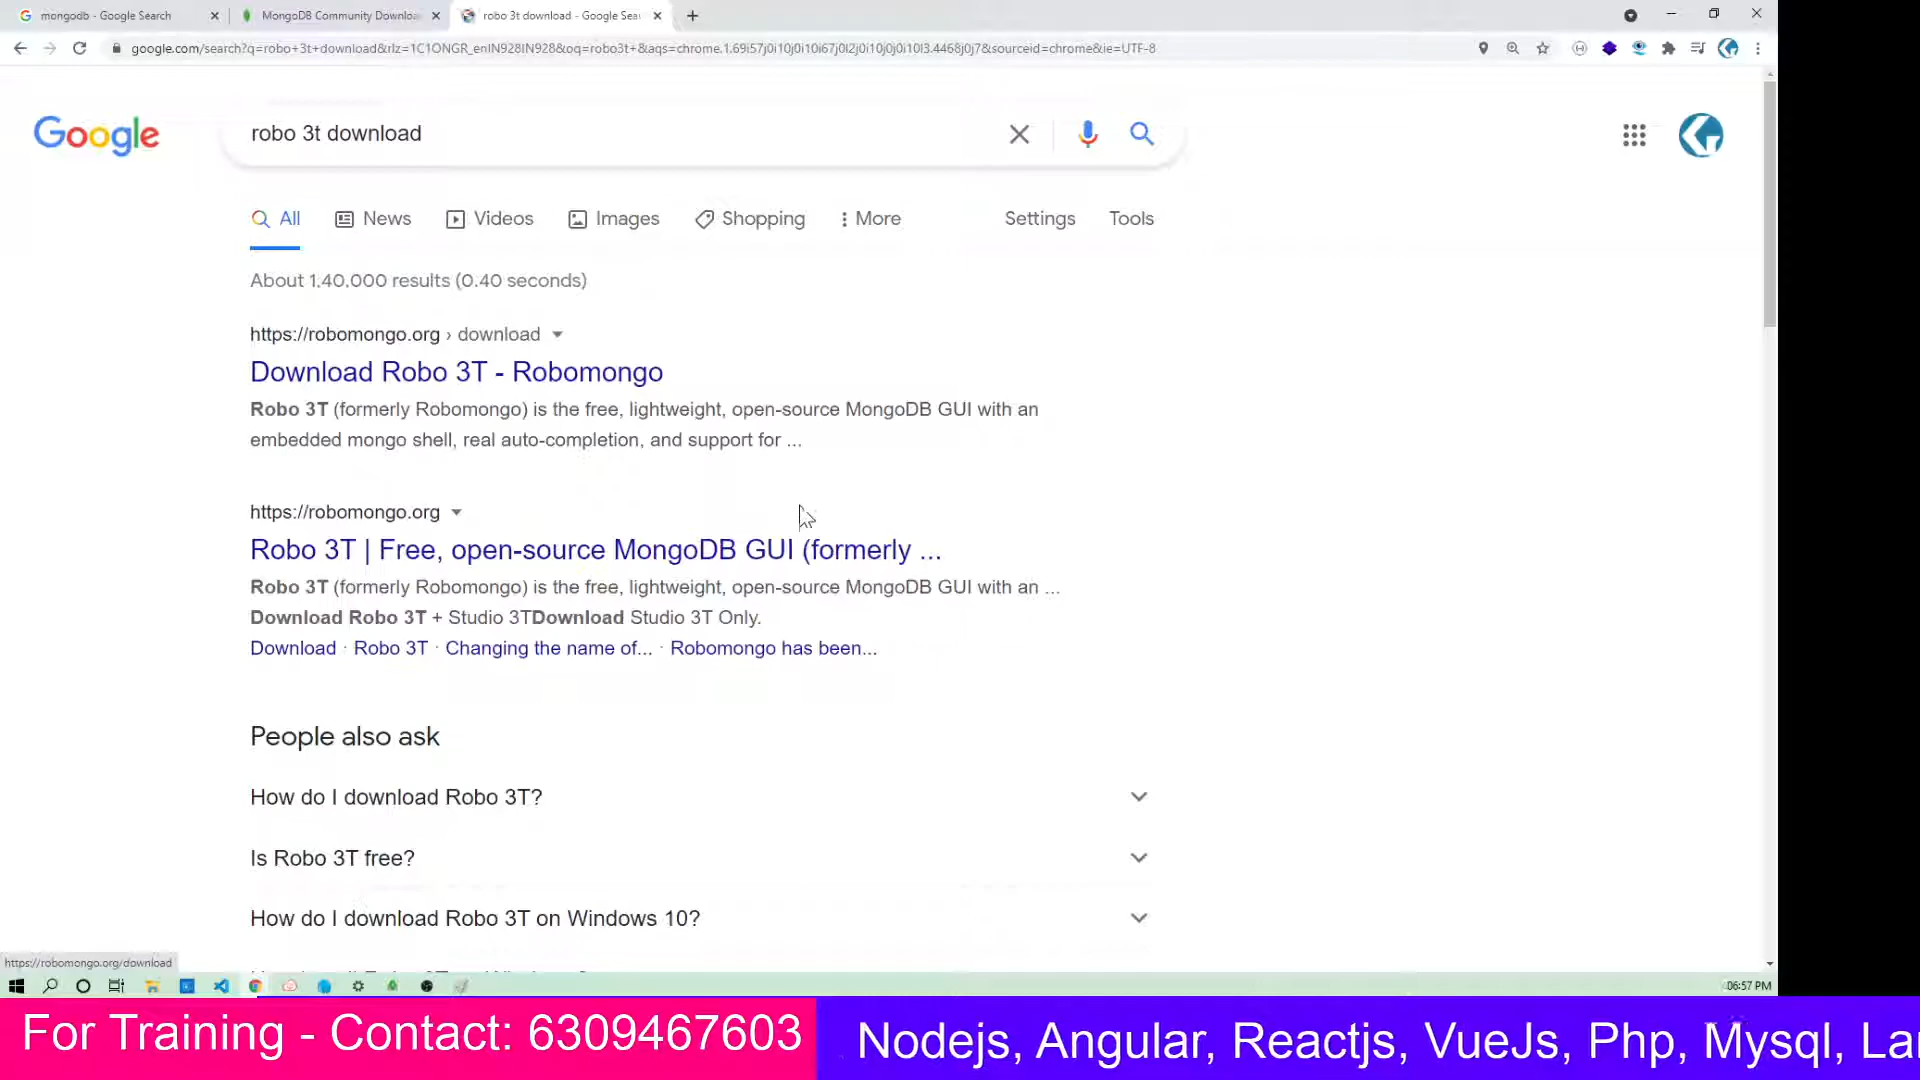 mongodb - Google Search
MongoDB Community Downloa
robo 3t download - Google Sea
google.com/search?q=robo+3t+download&rlz=1C1ONGR_enIN928IN928&oq=robo3t+&aqs=chrome.1.69i57j0i10j0i10i67j0l2j0i10j0j0i10l3.4468j0j7&sourceid=chrome&ie=UTF-8
Google
robo 3t download
All
News
Videos
Images
Shopping
More
Settings
Tools
About 1,40,000 results (0.40 seconds)
https://robomongo.org › download
Download Robo 3T - Robomongo
Robo 3T (formerly Robomongo) is the free, lightweight, open-source MongoDB GUI with an
embedded mongo shell, real auto-completion, and support for ...
https://robomongo.org
Robo 3T | Free, open-source MongoDB GUI (formerly ...
Robo 3T (formerly Robomongo) is the free, lightweight, open-source MongoDB GUI with an ...
Download Robo 3T + Studio 3TDownload Studio 3T Only.
Download · Robo 3T · Changing the name of... · Robomongo has been...
People also ask
How do I download Robo 3T?
Is Robo 3T free?
How do I download Robo 3T on Windows 10?
https://robomongo.org/download
06:57 PM
For Training - Contact: 6309467603
Nodejs, Angular, Reactjs, VueJs, Php, Mysql, La